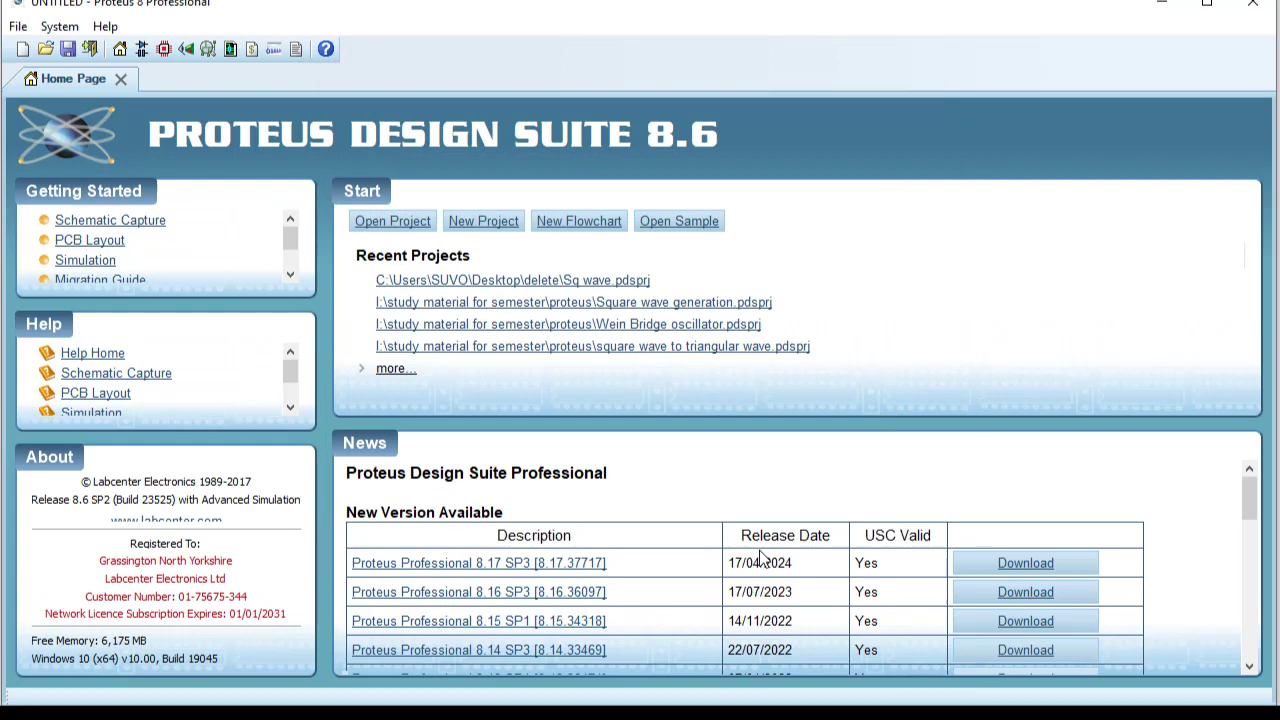 UNTITLED - Proteus 8 Professional
File System Help
Home Page
PROTEUS DESIGN SUITE 8.6
Getting Started
Schematic Capture
PCB Layout
Simulation
Migration Guide
Start
Open Project New Project New Flowchart Open Sample
Recent Projects
C:\Users\SUVO\Desktop\delete\Sq wave.pdsprj
I:\study material for semester\proteus\Square wave generation.pdsprj
I:\study material for semester\proteus\Wein Bridge oscillator.pdsprj
I:\study material for semester\proteus\square wave to triangular wave.pdsprj
more...
Help
Help Home
Schematic Capture
PCB Layout
Simulation
About
© Labcenter Electronics 1989-2017
Release 8.6 SP2 (Build 23525) with Advanced Simulation
www.labcenter.com
Registered To:
Grassington North Yorkshire
Labcenter Electronics Ltd
Customer Number: 01-75675-344
Network Licence Subscription Expires: 01/01/2031
Free Memory: 6,175 MB
Windows 10 (x64) v10.00, Build 19045
News
Proteus Design Suite Professional
New Version Available
Description Release Date USC Valid
Proteus Professional 8.17 SP3 [8.17.37717] 17/04/2024 Yes Download
Proteus Professional 8.16 SP3 [8.16.36097] 17/07/2023 Yes Download
Proteus Professional 8.15 SP1 [8.15.34318] 14/11/2022 Yes Download
Proteus Professional 8.14 SP3 [8.14.33469] 22/07/2022 Yes Download